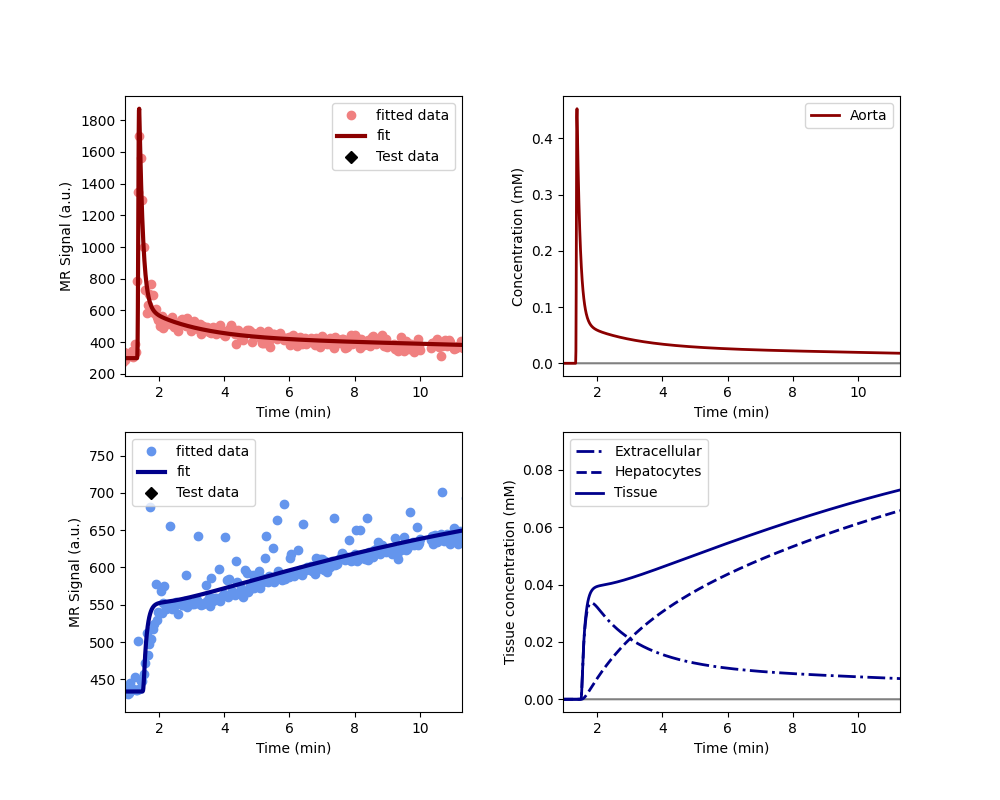 1800
1600
1400
1200
1000
800
600
400
200
MR Signal (a.u.)
fitted data
fit
Test data
2 4 6 8 10
Time (min)
0.4
0.3
0.2
0.1
0.0
Concentration (mM)
Aorta
2 4 6 8 10
Time (min)
750
700
650
600
550
500
450
MR Signal (a.u.)
fitted data
fit
Test data
2 4 6 8 10
Time (min)
0.08
0.06
0.04
0.02
0.00
Tissue concentration (mM)
Extracellular
Hepatocytes
Tissue
2 4 6 8 10
Time (min)